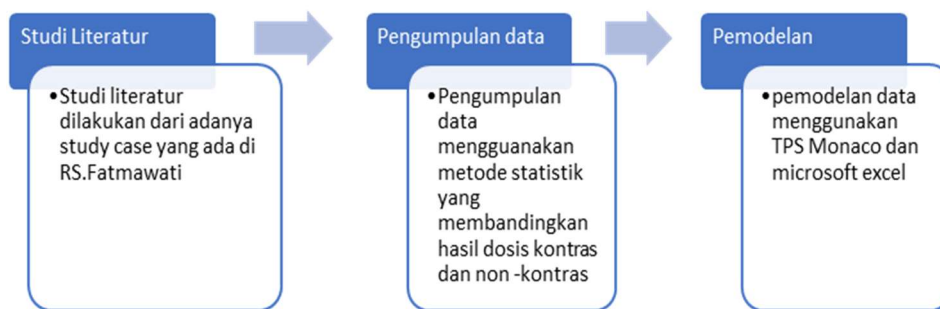 Studi Literatur
•Studi literatur
dilakukan dari adanya
study case yang ada di
RS.Fatmawati
Pengumpulan data
•Pengumpulan
data
mengguanakan
metode statistik
yang
membandingkan
hasil dosis kontras
dan non -kontras
Pemodelan
•pemodelan data
menggunakan
TPS Monaco dan
microsoft excel